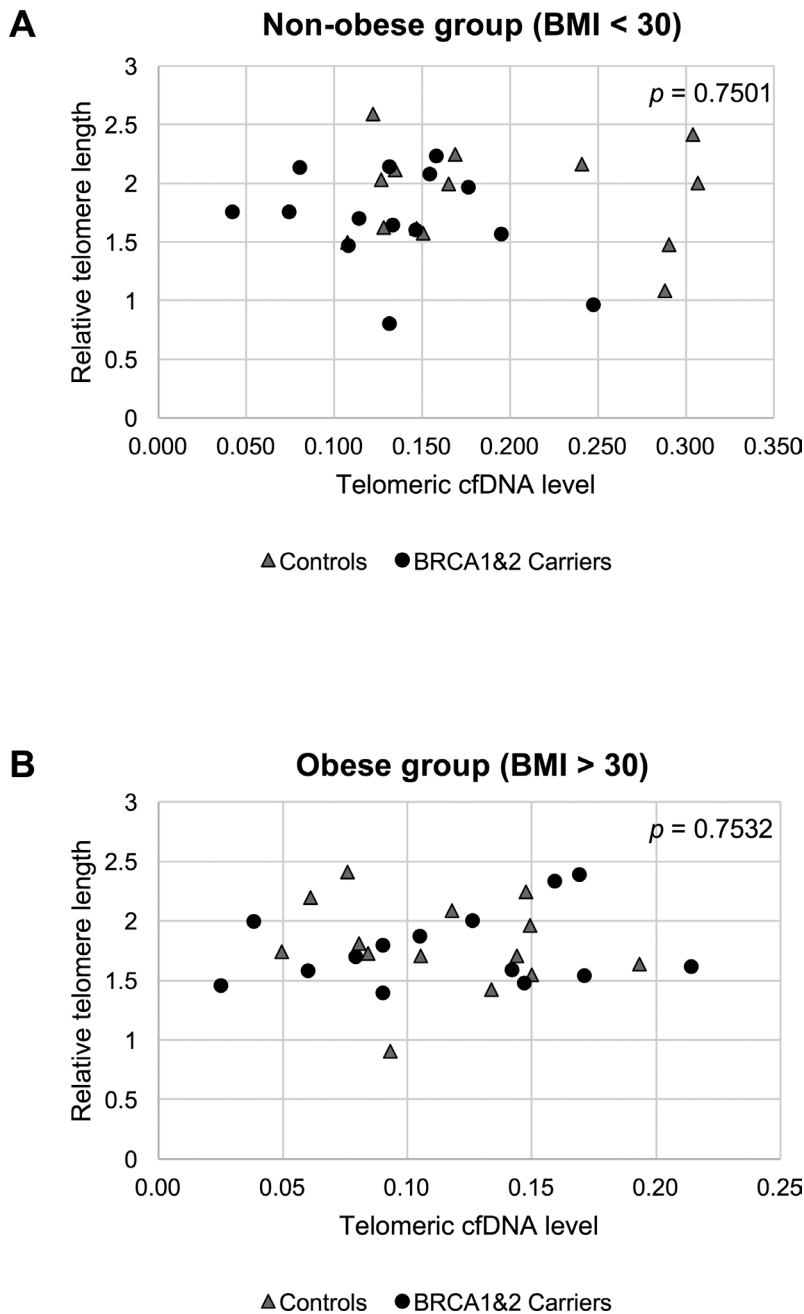 A
Non-obese group (BMI < 30)
p = 0.7501
Relative telomere length
3
2.5
2
1.5
1
0.5
0
0.000 0.100 0.150 0.200 0.250 0.300 0.350
Telomeric cfDNA level
Controls BRCA1&2 Carriers
B
Obese group (BMI > 30)
p = 0.7532
Relative telomere length
3
2.5
2
1.5
1
0.5
0
0.00 0.05 0.10 0.15 0.20 0.25
Telomeric cfDNA level
Controls BRCA1&2 Carriers